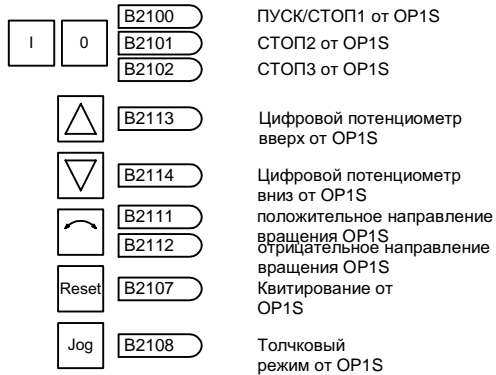 I 0 B2100 ПУСК/СТОП1 от OP1S
B2101 СТОП2 от OP1S
B2102 СТОП3 от OP1S
B2113 Цифровой потенциометр
вверх от OP1S
B2114 Цифровой потенциометр
вниз от OP1S
B2111 положительное направление
вращения OP1S
B2112 отрицательное направление
вращения OP1S
Reset B2107 Квитирование от
OP1S
Jog B2108 Толчковый
режим от OP1S